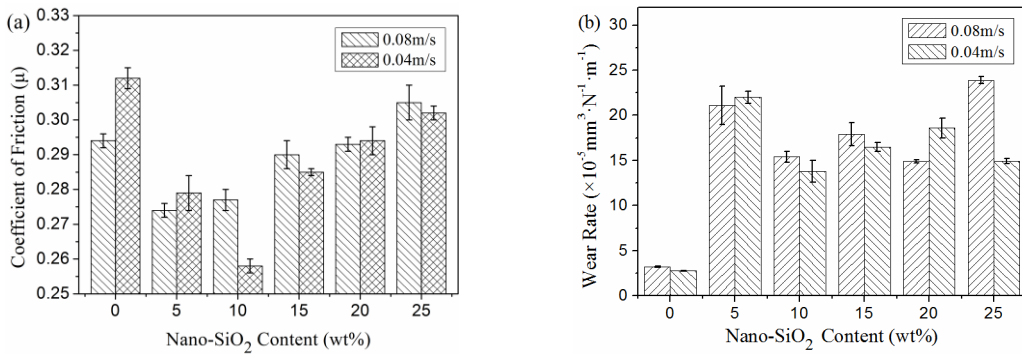 (a)
0.33
0.32
0.31
0.30
0.29
0.28
0.27
0.26
0.25
Coefficient of Friction (μ)
0.08m/s
0.04m/s
0 5 10 15 20 25
Nano-SiO₂ Content (wt%)
(b)
30
25
20
15
10
5
0
Wear Rate (×10⁻⁵mm³·N⁻¹·m⁻¹)
0.08m/s
0.04m/s
0 5 10 15 20 25
Nano-SiO₂ Content (wt%)